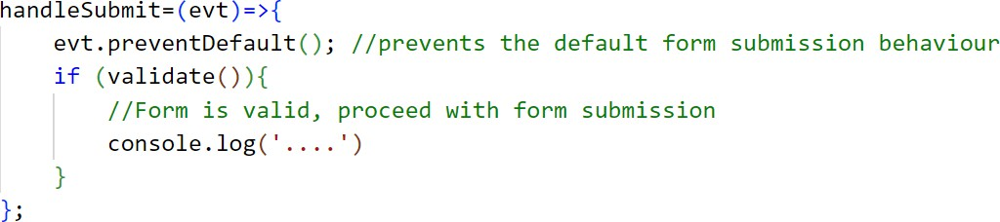 handleSubmit=(evt)=>{
    evt.preventDefault(); //prevents the default form submission behaviour
    if (validate()){
        //Form is valid, proceed with form submission
        console.log('....')
    }
};